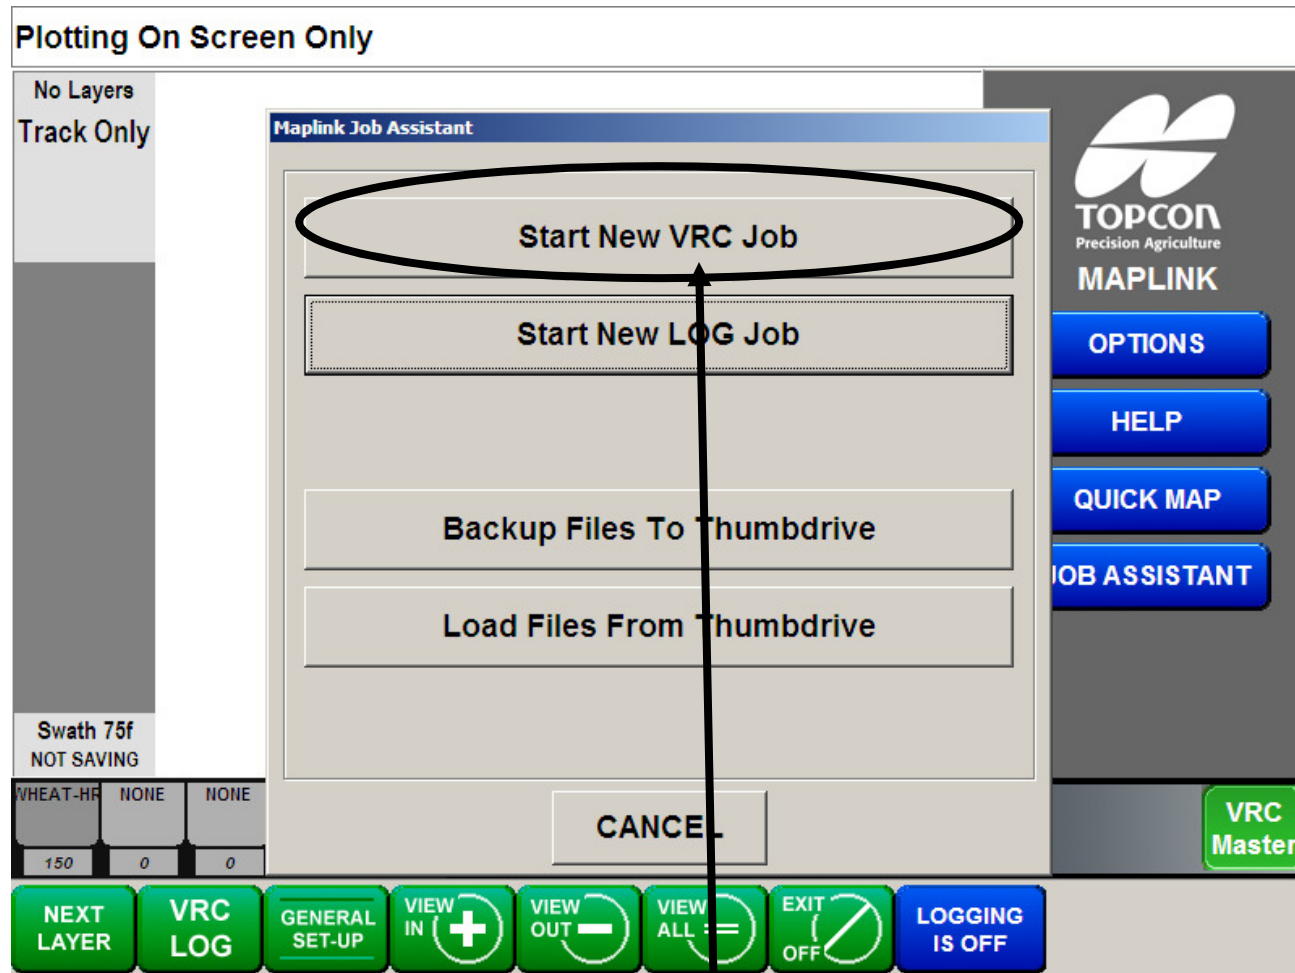 Plotting On Screen Only
No Layers
Track Only
Maplink Job Assistant
Start New VRC Job
Start New LOG Job
Backup Files To Thumbdrive
Load Files From Thumbdrive
CANCEL
TOPCON
Precision Agriculture
MAPLINK
OPTIONS
HELP
QUICK MAP
JOB ASSISTANT
Swath 75f
NOT SAVING
WHEAT-HR NONE NONE
150 0 0
VRC
Master
NEXT
LAYER
VRC
LOG
GENERAL
SET-UP
VIEW
IN
VIEW
OUT
VIEW
ALL
EXIT
OFF
LOGGING
IS OFF